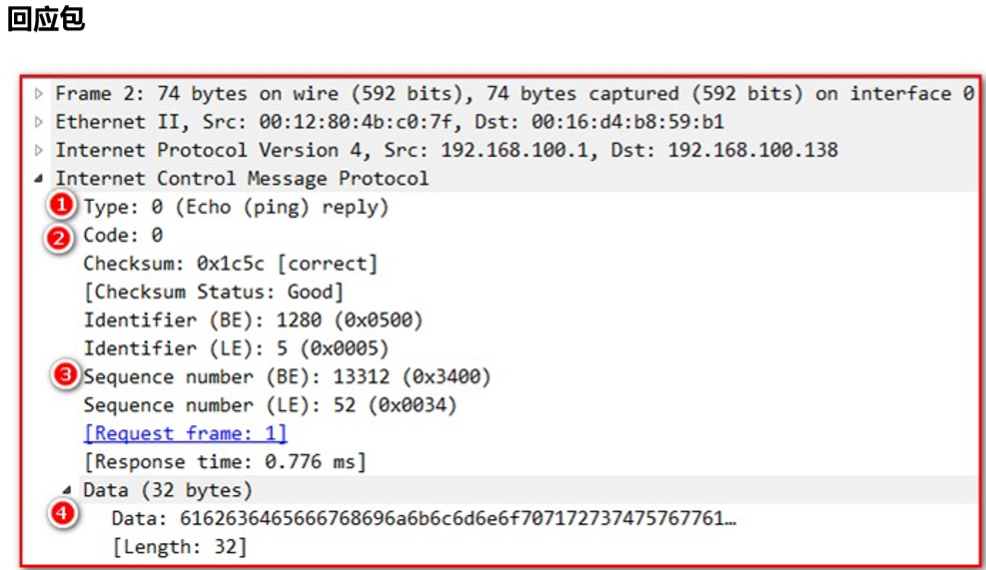 回应包
Frame 2: 74 bytes on wire (592 bits), 74 bytes captured (592 bits) on interface 0
Ethernet II, Src: 00:12:80:4b:c0:7f, Dst: 00:16:d4:b8:59:b1
Internet Protocol Version 4, Src: 192.168.100.1, Dst: 192.168.100.138
Internet Control Message Protocol
1 Type: 0 (Echo (ping) reply)
2 Code: 0
Checksum: 0x1c5c [correct]
[Checksum Status: Good]
Identifier (BE): 1280 (0x0500)
Identifier (LE): 5 (0x0005)
3 Sequence number (BE): 13312 (0x3400)
Sequence number (LE): 52 (0x0034)
[Request frame: 1]
[Response time: 0.776 ms]
Data (32 bytes)
4 Data: 6162636465666768696a6b6c6d6e6f707172737475767761…
[Length: 32]